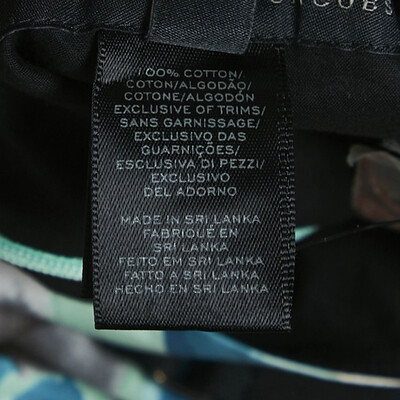 ACOBS
100% COTTON/
COTON/ALGODÃO/
COTONE/ALGODÓN
EXCLUSIVE OF TRIMS/
SANS GARNISSAGE/
EXCLUSIVO DAS
GUARNIÇÕES/
ESCLUSIVA DI PEZZI/
EXCLUSIVO
DEL ADORNO
MADE IN SRI LANKA
FABRIQUÉ EN
SRI LANKA
FEITO EM SRI LANKA
FATTO A SRI LANKA
HECHO EN SRI LANKA